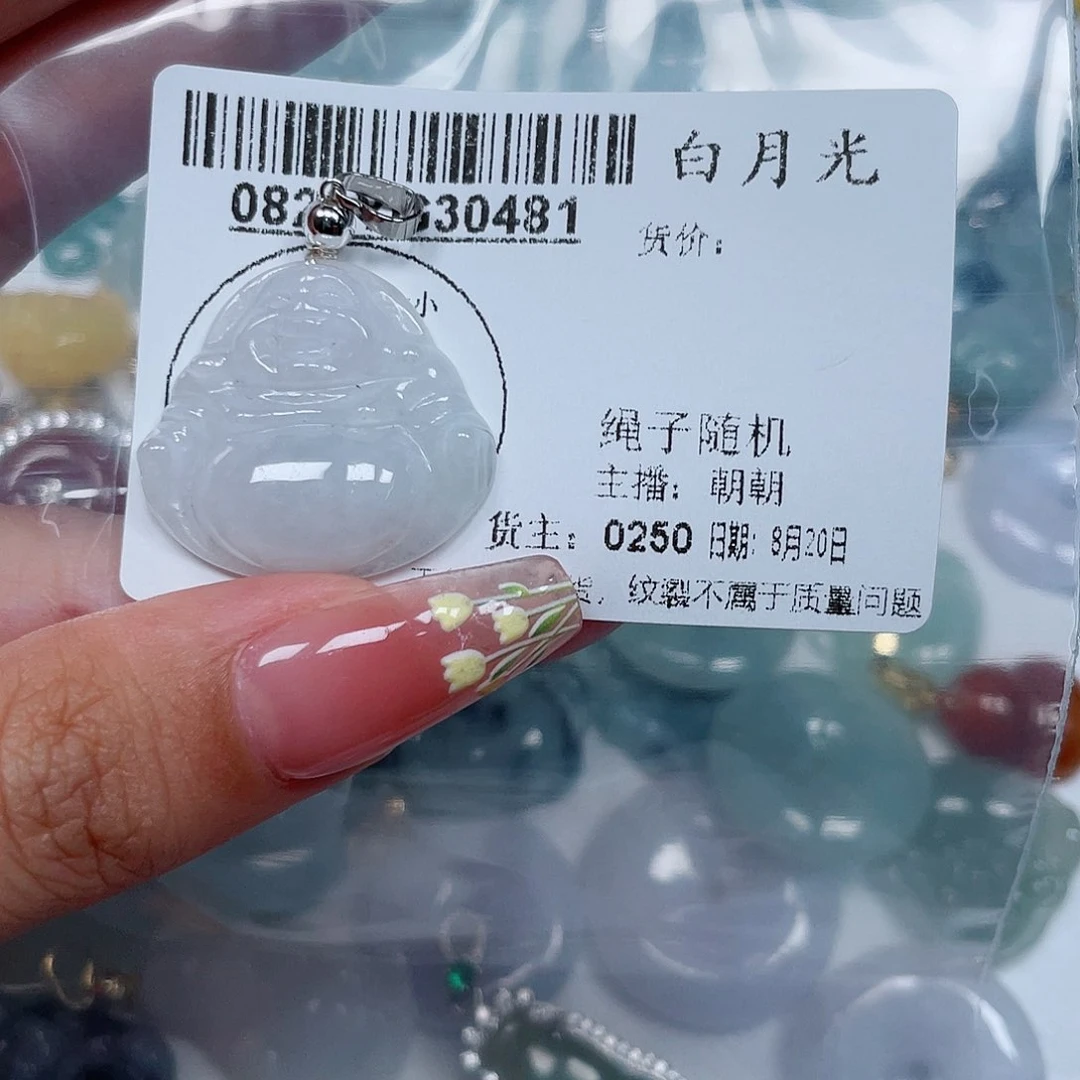 白月光
货价:
小
绳子随机
主播: 朝朝
货主: 0250 日期: 8月20日
货, 纹裂不属于质量问题